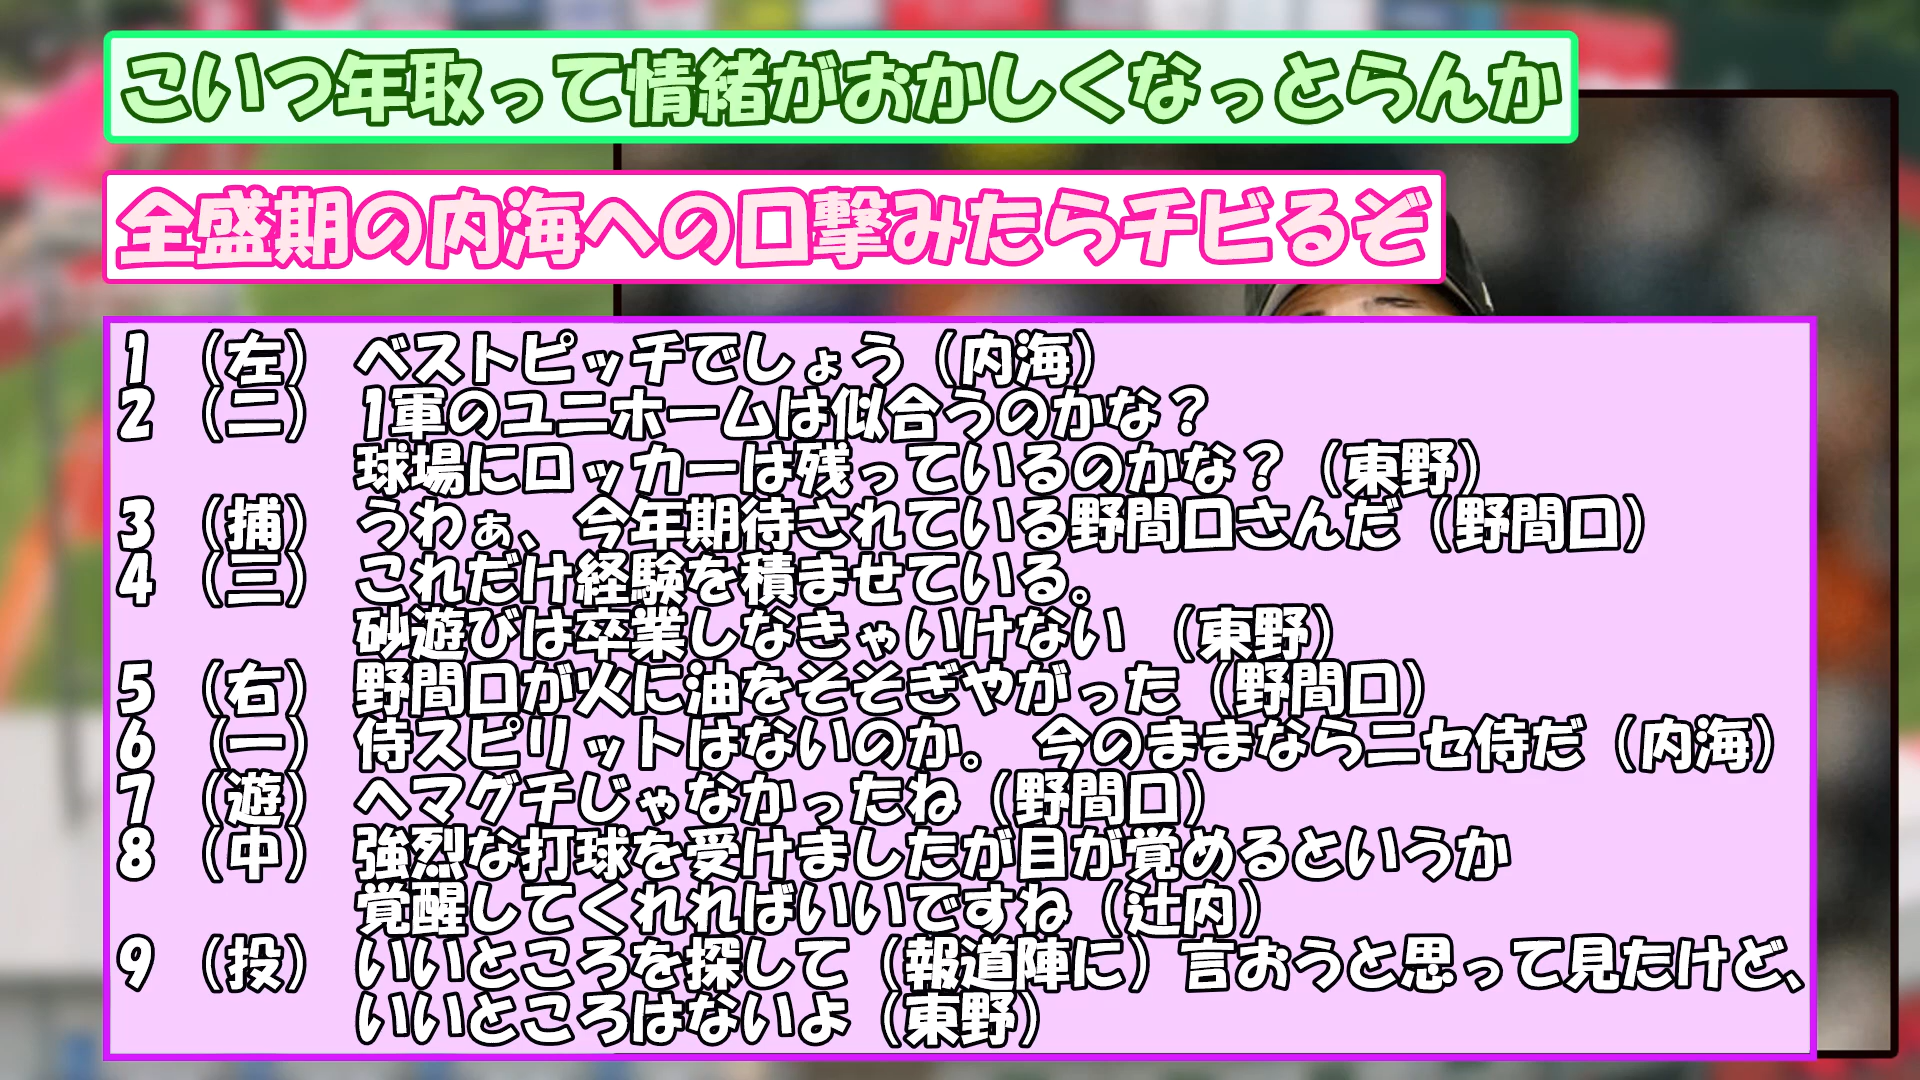 こいつ年取って情緒がおかしくなっとらんか
全盛期の内海への口撃みたらチビるぞ
1 （左） ベストピッチでしょう（内海）
2 （二） 1軍のユニホームは似合うのかな？
球場にロッカーは残っているのかな？（東野）
3 （捕） うわぁ、今年期待されている野間口さんだ（野間口）
4 （三） これだけ経験を積ませている。
砂遊びは卒業しなきゃいけない （東野）
5 （右） 野間口が火に油をそそぎやがった（野間口）
6 （一） 侍スピリットはないのか。 今のままならニセ侍だ（内海）
7 （遊） ヘマグチじゃなかったね（野間口）
8 （中） 強烈な打球を受けましたが目が覚めるというか
覚醒してくれればいいですね（辻内）
9 （投） いいところを探して（報道陣に）言おうと思って見たけど、
いいところはないよ（東野）